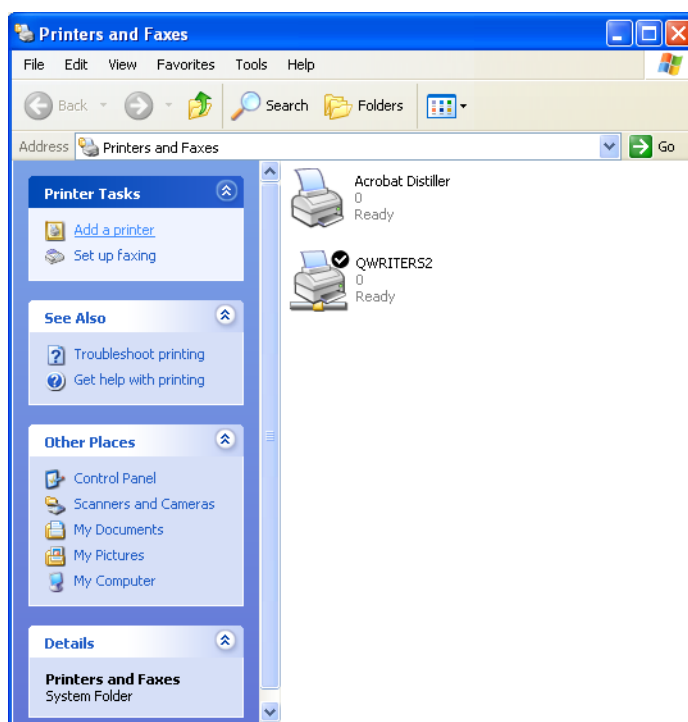 Printers and Faxes
File Edit View Favorites Tools Help
Back Search Folders
Address Printers and Faxes Go
Printer Tasks
Add a printer
Set up faxing
See Also
Troubleshoot printing
Get help with printing
Other Places
Control Panel
Scanners and Cameras
My Documents
My Pictures
My Computer
Details
Printers and Faxes
System Folder
Acrobat Distiller
0
Ready
QWRITERS2
0
Ready